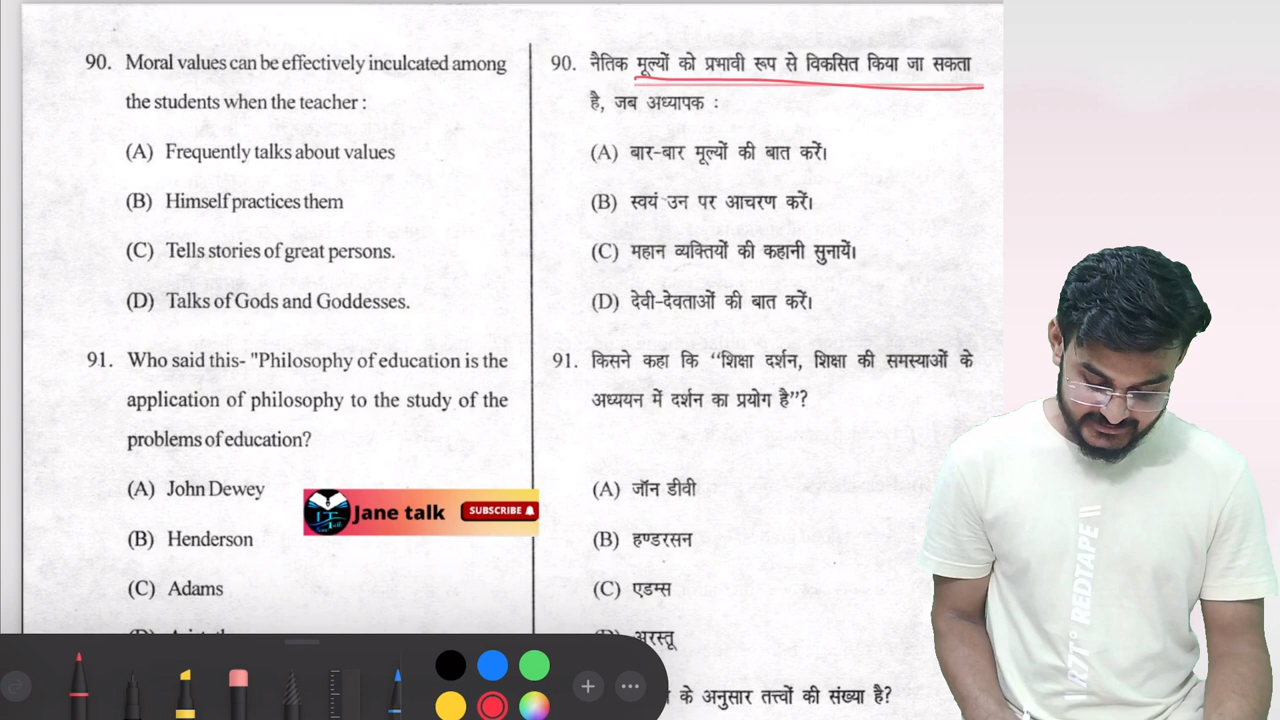 90. Moral values can be effectively inculcated among
the students when the teacher :
(A) Frequently talks about values
(B) Himself practices them
(C) Tells stories of great persons.
(D) Talks of Gods and Goddesses.
91. Who said this- "Philosophy of education is the
application of philosophy to the study of the
problems of education?
(A) John Dewey
(B) Henderson
(C) Adams
90. नैतिक मूल्यों को प्रभावी रूप से विकसित किया जा सकता
है, जब अध्यापक :
(A) बार-बार मूल्यों की बात करें।
(B) स्वयं उन पर आचरण करें।
(C) महान व्यक्तियों की कहानी सुनायें।
(D) देवी-देवताओं की बात करें।
91. किसने कहा कि ‘‘शिक्षा दर्शन, शिक्षा की समस्याओं के
अध्ययन में दर्शन का प्रयोग है’’?
(A) जॉन डीवी
(B) हण्डरसन
(C) एडम्स
अरस्तू
के अनुसार तत्त्वों की संख्या है?
Jane talk
SUBSCRIBE
R/T° REDTAPE \\